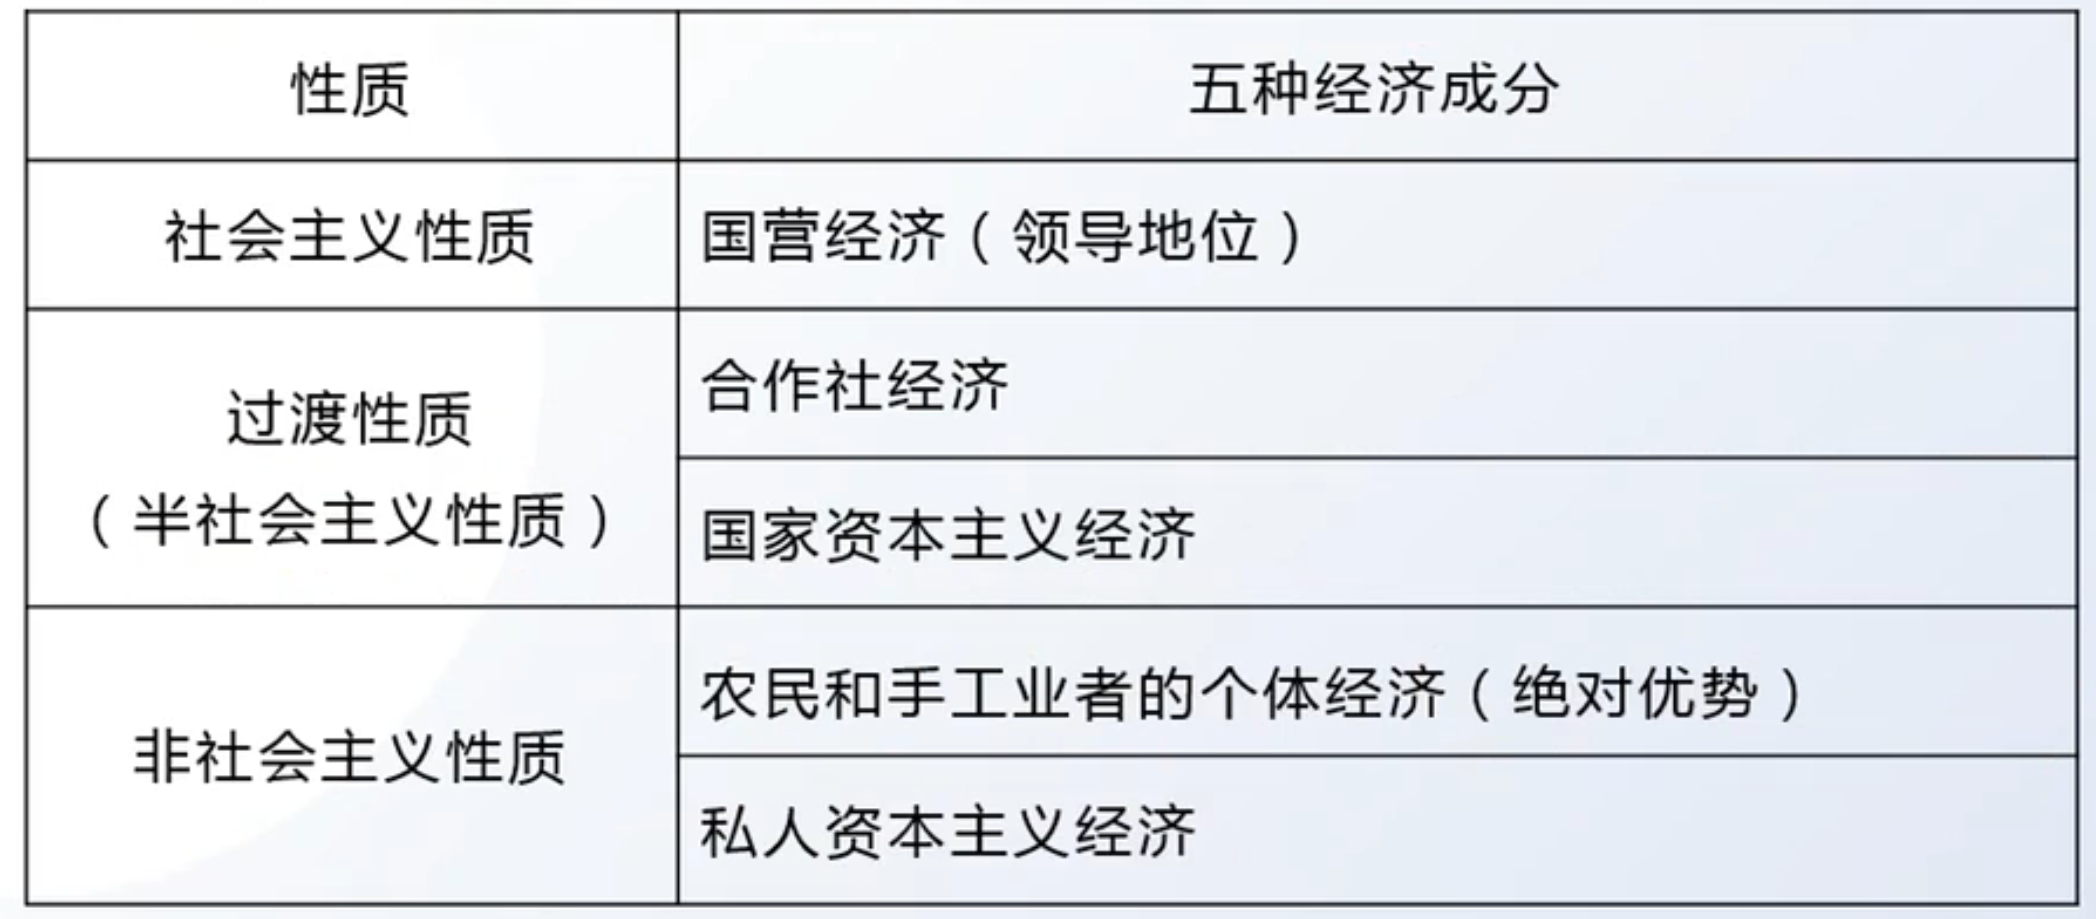 性质
五种经济成分
社会主义性质
国营经济（领导地位）
过渡性质
（半社会主义性质）
合作社经济
国家资本主义经济
非社会主义性质
农民和手工业者的个体经济（绝对优势）
私人资本主义经济